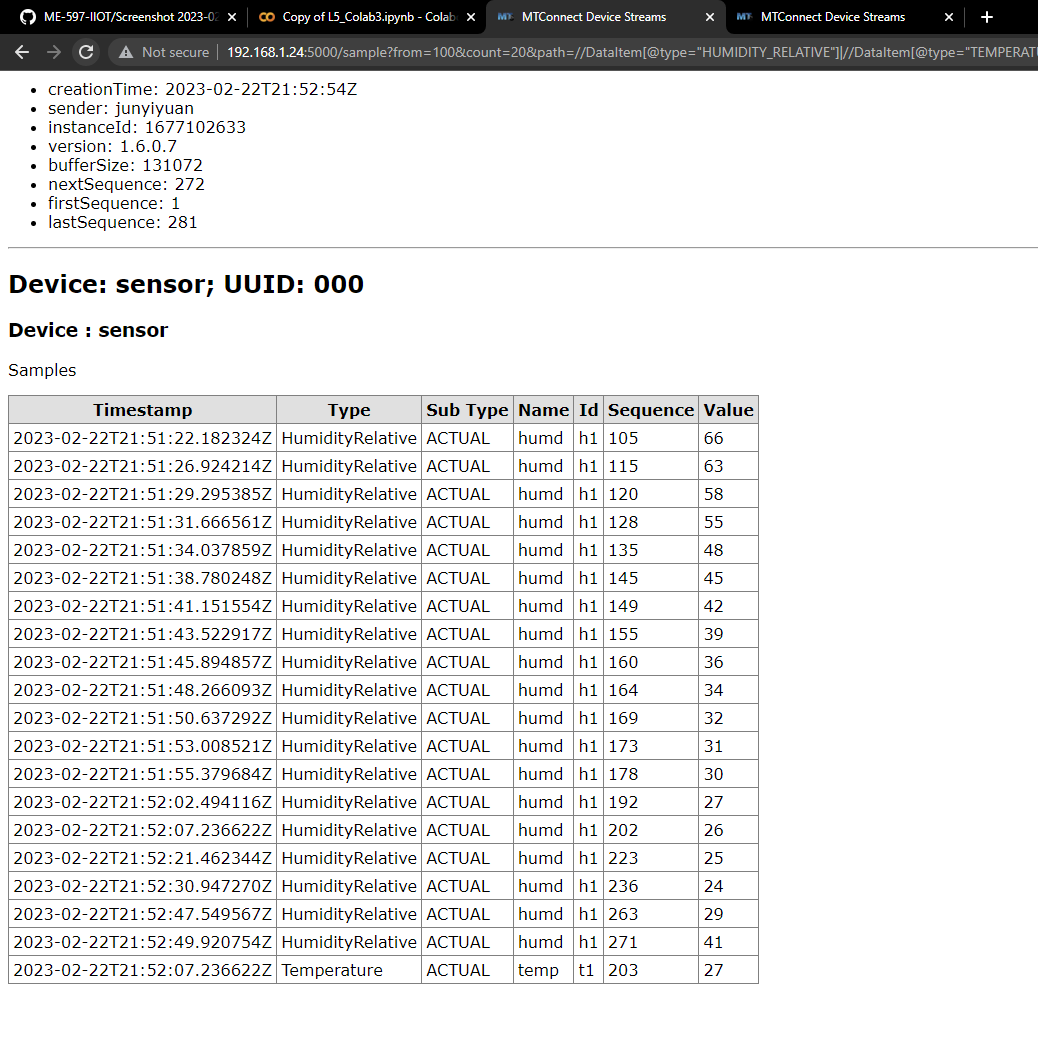 ME-597-IIOT/Screenshot 2023-02
Copy of L5_Colab3.ipynb - Colab
MTConnect Device Streams
MTConnect Device Streams
Not secure
192.168.1.24:5000/sample?from=100&count=20&path=//DataItem[@type="HUMIDITY_RELATIVE"]|//DataItem[@type="TEMPERATU
creationTime: 2023-02-22T21:52:54Z
sender: junyiyuan
instanceId: 1677102633
version: 1.6.0.7
bufferSize: 131072
nextSequence: 272
firstSequence: 1
lastSequence: 281
Device: sensor; UUID: 000
Device : sensor
Samples
Timestamp Type Sub Type Name Id Sequence Value
2023-02-22T21:51:22.182324Z HumidityRelative ACTUAL humd h1 105 66
2023-02-22T21:51:26.924214Z HumidityRelative ACTUAL humd h1 115 63
2023-02-22T21:51:29.295385Z HumidityRelative ACTUAL humd h1 120 58
2023-02-22T21:51:31.666561Z HumidityRelative ACTUAL humd h1 128 55
2023-02-22T21:51:34.037859Z HumidityRelative ACTUAL humd h1 135 48
2023-02-22T21:51:38.780248Z HumidityRelative ACTUAL humd h1 145 45
2023-02-22T21:51:41.151554Z HumidityRelative ACTUAL humd h1 149 42
2023-02-22T21:51:43.522917Z HumidityRelative ACTUAL humd h1 155 39
2023-02-22T21:51:45.894857Z HumidityRelative ACTUAL humd h1 160 36
2023-02-22T21:51:48.266093Z HumidityRelative ACTUAL humd h1 164 34
2023-02-22T21:51:50.637292Z HumidityRelative ACTUAL humd h1 169 32
2023-02-22T21:51:53.008521Z HumidityRelative ACTUAL humd h1 173 31
2023-02-22T21:51:55.379684Z HumidityRelative ACTUAL humd h1 178 30
2023-02-22T21:52:02.494116Z HumidityRelative ACTUAL humd h1 192 27
2023-02-22T21:52:07.236622Z HumidityRelative ACTUAL humd h1 202 26
2023-02-22T21:52:21.462344Z HumidityRelative ACTUAL humd h1 223 25
2023-02-22T21:52:30.947270Z HumidityRelative ACTUAL humd h1 236 24
2023-02-22T21:52:47.549567Z HumidityRelative ACTUAL humd h1 263 29
2023-02-22T21:52:49.920754Z HumidityRelative ACTUAL humd h1 271 41
2023-02-22T21:52:07.236622Z Temperature ACTUAL temp t1 203 27